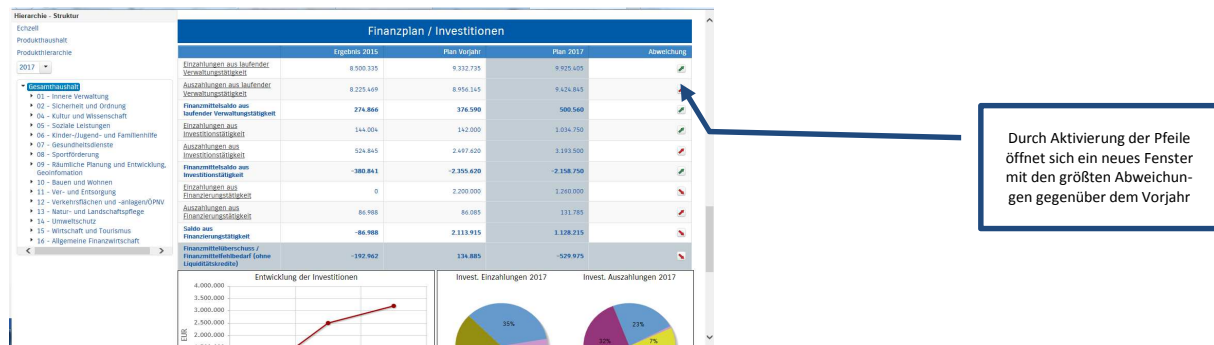 Hierarchie - Struktur
Echzell
Produkthaushalt
Produkthierarchie
2017
Gesamthaushalt
01 - Innere Verwaltung
02 - Sicherheit und Ordnung
04 - Kultur und Wissenschaft
05 - Soziale Leistungen
06 - Kinder-/Jugend- und Familienhilfe
07 - Gesundheitsdienste
08 - Sportförderung
09 - Räumliche Planung und Entwicklung,
Geoinfomation
10 - Bauen und Wohnen
11 - Ver- und Entsorgung
12 - Verkehrsflächen und -anlagen/ÖPNV
13 - Natur- und Landschaftspflege
14 - Umweltschutz
15 - Wirtschaft und Tourismus
16 - Allgemeine Finanzwirtschaft
Finanzplan / Investitionen
Ergebnis 2015 Plan Vorjahr Plan 2017 Abweichung
Einzahlungen aus laufender
Verwaltungstätigkeit 8.500.335 9.332.735 9.925.405
Auszahlungen aus laufender
Verwaltungstätigkeit 8.225.469 8.956.145 9.424.845
Finanzmittelsaldo aus
laufender Verwaltungstätigkeit 274.866 376.590 500.560
Einzahlungen aus
Investitionstätigkeit 144.004 142.000 1.034.750
Auszahlungen aus
Investitionstätigkeit 524.845 2.497.620 3.193.500
Finanzmittelsaldo aus
Investitionstätigkeit -380.841 -2.355.620 -2.158.750
Einzahlungen aus
Finanzierungstätigkeit 0 2.200.000 1.260.000
Auszahlungen aus
Finanzierungstätigkeit 86.988 86.085 131.785
Saldo aus
Finanzierungstätigkeit -86.988 2.113.915 1.128.215
Finanzmittelüberschuss /
Finanzmittelfehlbedarf (ohne
Liquiditätskredite) -192.962 134.885 -529.975
Entwicklung der Investitionen
4.000.000
3.500.000
3.000.000
2.500.000
2.000.000
EUR
Invest. Einzahlungen 2017
35%
Invest. Auszahlungen 2017
23%
32%
7%
Durch Aktivierung der Pfeile
öffnet sich ein neues Fenster
mit den größten Abweichun-
gen gegenüber dem Vorjahr